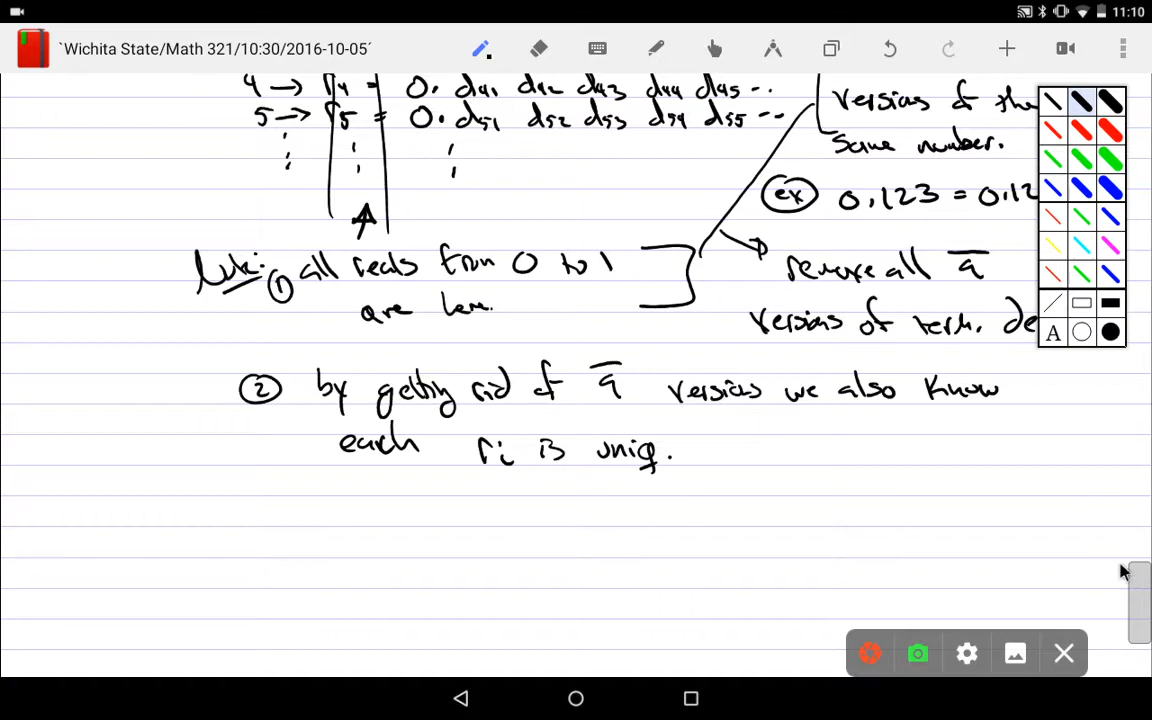 11:10
`Wichita State/Math 321/10:30/2016-10-05´
4 → r4 = 0. d41 d42 d43 d44 d45 ...
5 → r5 = 0. d51 d52 d53 d54 d55 ...
versions of the
same number.
ex 0.123 = 0.12
Note: ① all reals from 0 to 1
are here.
remove all 9̅
versions of term. de
② by getting rid of 9̅ versions we also know
each ri is uniq.
A